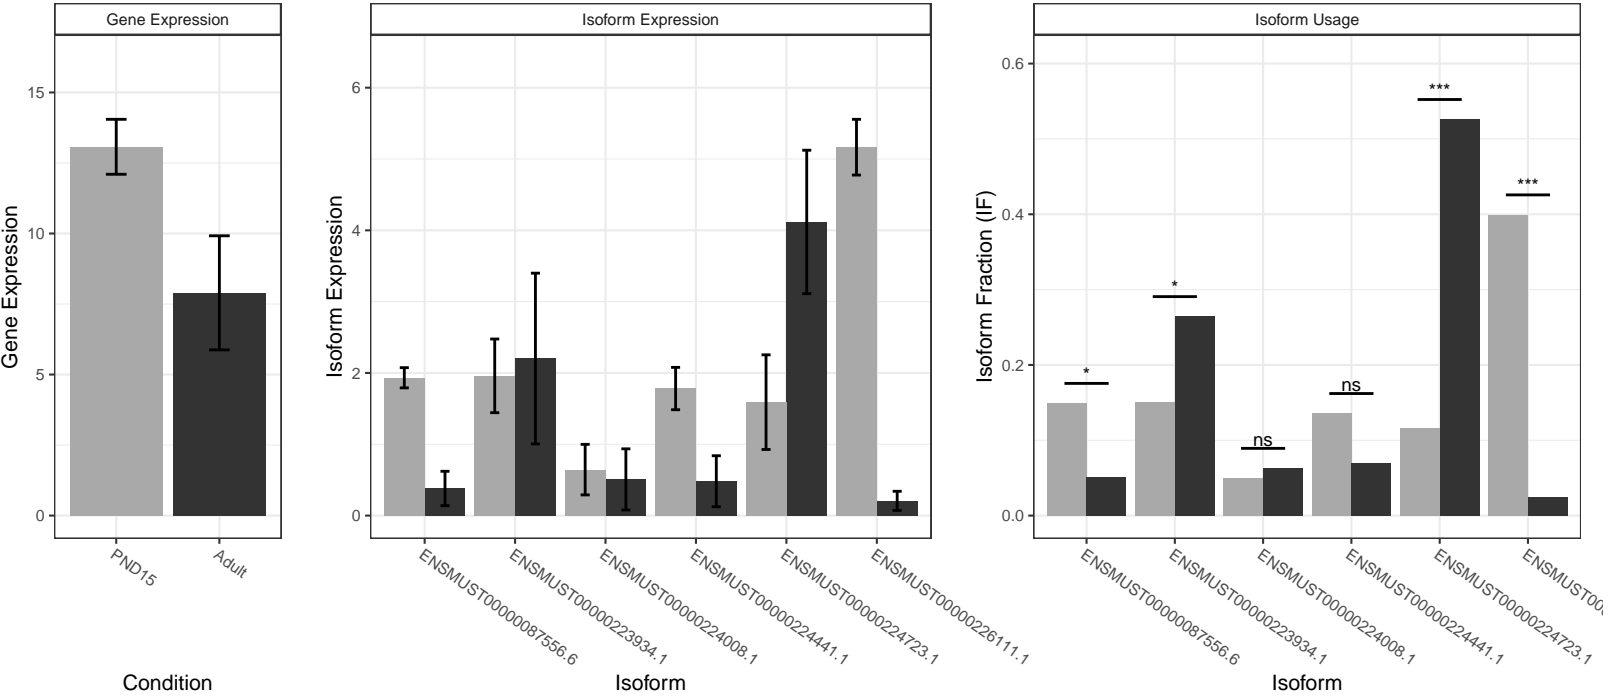 Gene Expression
Isoform Expression
Isoform Usage
Gene Expression
15
10
5
0
PND15
Adult
Condition
Isoform Expression
6
4
2
0
ENSMUST00000087556.6
ENSMUST00000223934.1
ENSMUST00000224008.1
ENSMUST00000224441.1
ENSMUST00000224723.1
ENSMUST00000226111.1
Isoform
Isoform Fraction (IF)
0.6
0.4
0.2
0.0
*
*
ns
ns
***
***
ENSMUST00000087556.6
ENSMUST00000223934.1
ENSMUST00000224008.1
ENSMUST00000224441.1
ENSMUST00000224723.1
Isoform